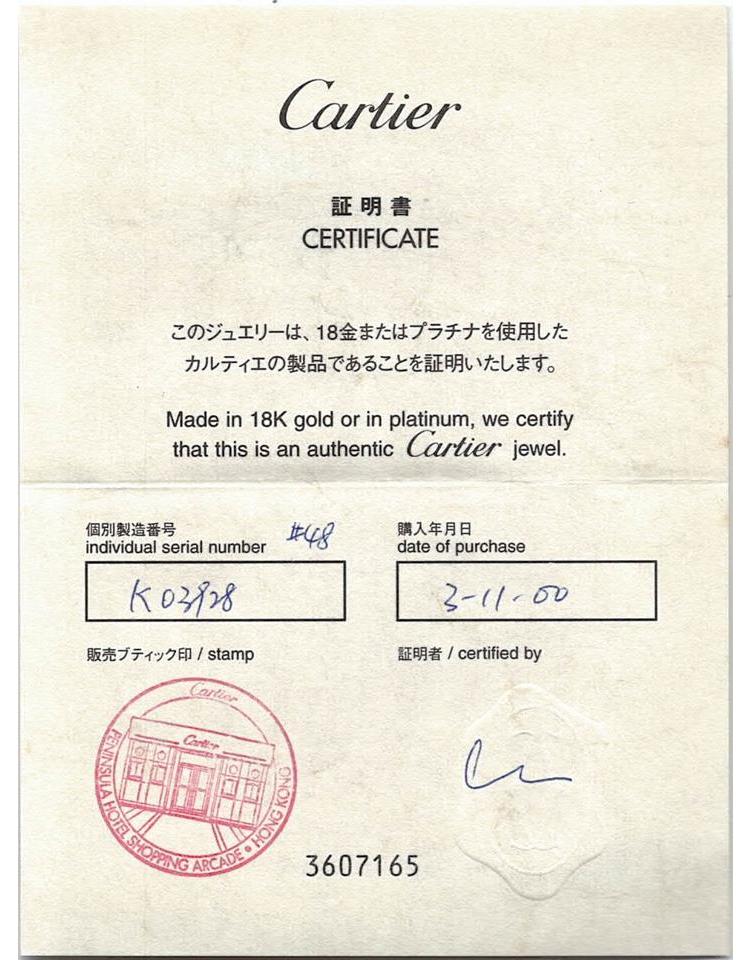 Cartier
証明書
CERTIFICATE
このジュエリーは、18金またはプラチナを使用した
カルティエの製品であることを証明いたします。
Made in 18K gold or in platinum, we certify
that this is an authentic Cartier jewel.
個別製造番号
individual serial number #48
K03928
購入年月日
date of purchase
3-11-00
販売ブティック印 / stamp
証明者 / certified by
Cartier
Cartier
PENINSULA HOTEL SHOPPING ARCADE • HONG KONG
3607165